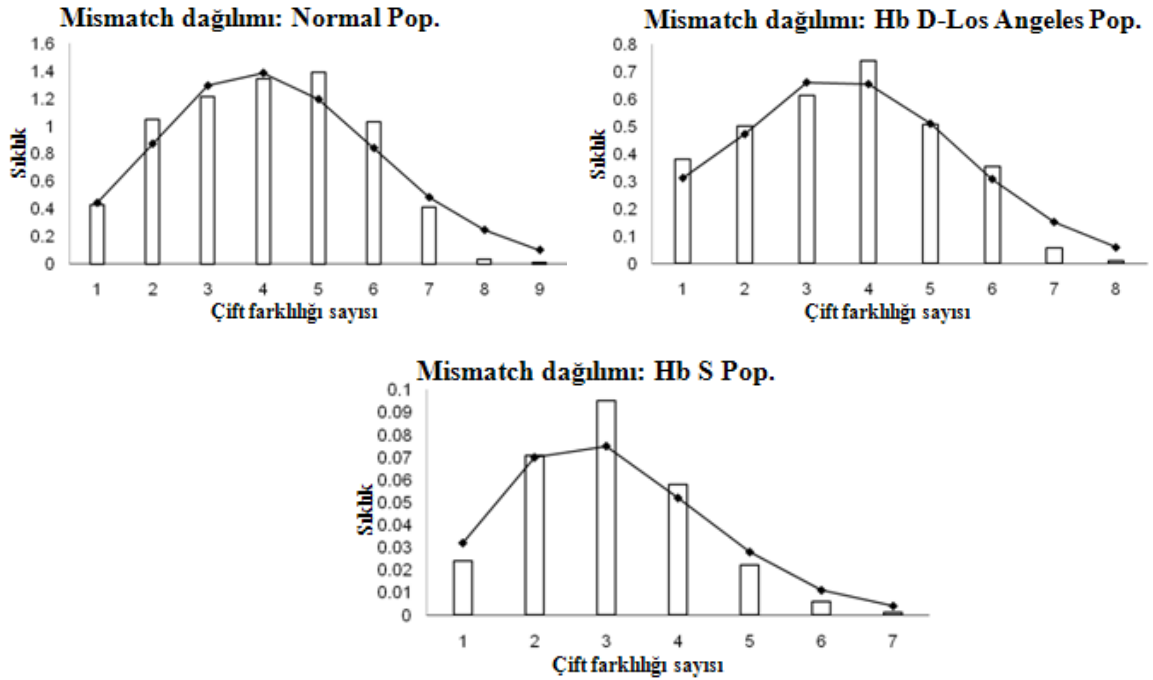 Mismatch dağılımı: Normal Pop.
1.6
1.4
1.2
1
0.8
0.6
0.4
0.2
0
Sıklık
1 2 3 4 5 6 7 8 9
Çift farklılığı sayısı
Mismatch dağılımı: Hb D-Los Angeles Pop.
0.8
0.7
0.6
0.5
0.4
0.3
0.2
0.1
0
Sıklık
1 2 3 4 5 6 7 8
Çift farklılığı sayısı
Mismatch dağılımı: Hb S Pop.
0.1
0.09
0.08
0.07
0.06
0.05
0.04
0.03
0.02
0.01
0
Sıklık
1 2 3 4 5 6 7
Çift farklılığı sayısı